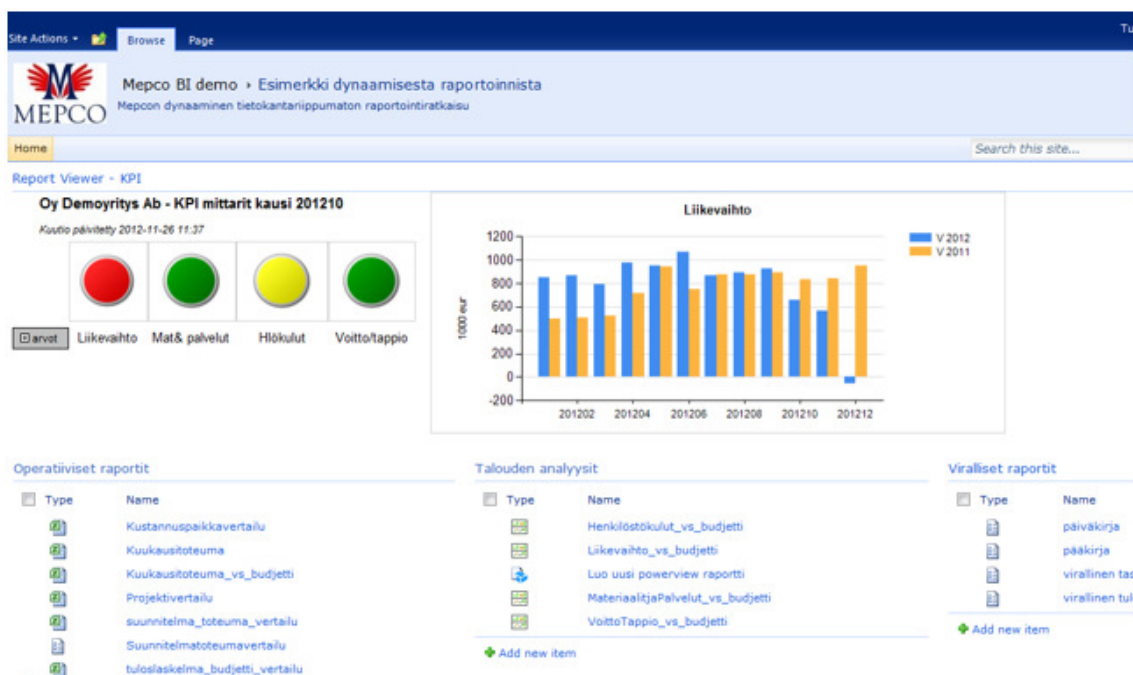 Site Actions
Browse
Page
Tu
MEPCO
Mepco BI demo › Esimerkki dynaamisesta raportoinnista
Mepcon dynaaminen tietokantariippumaton raportointiratkaisu
Home
Search this site...
Report Viewer - KPI
Oy Demoyritys Ab - KPI mittarit kausi 201210
Kuutio päivitetty 2012-11-26 11:37
arvot
Liikevaihto
Mat& palvelut
Hlökulut
Voitto/tappio
Liikevaihto
1000 eur
1200
1000
800
600
400
200
0
-200
201202
201204
201206
201208
201210
201212
V 2012
V 2011
Operatiiviset raportit
Type
Name
Kustannuspaikkavertailu
Kuukausitoteuma
Kuukausitoteuma_vs_budjetti
Projektivertailu
suunnitelma_toteuma_vertailu
Suunnitelmatoteumavertailu
tuloslaskelma_budjetti_vertailu
Talouden analyysit
Type
Name
Henkilöstökulut_vs_budjetti
Liikevaihto_vs_budjetti
Luo uusi powerview raportti
MateriaalitjaPalvelut_vs_budjetti
VoittoTappio_vs_budjetti
Add new item
Viralliset raportit
Type
Name
päiväkirja
pääkirja
virallinen tas
virallinen tul
Add new item